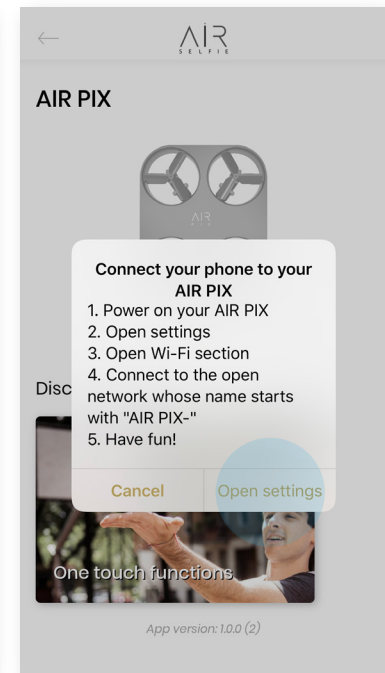 AIR
SELFIE
AIR PIX
AIR
Connect your phone to your
AIR PIX
1. Power on your AIR PIX
2. Open settings
3. Open Wi-Fi section
4. Connect to the open
network whose name starts
with "AIR PIX-"
5. Have fun!
Disc
Cancel
Open settings
One touch functions
App version: 1.0.0 (2)